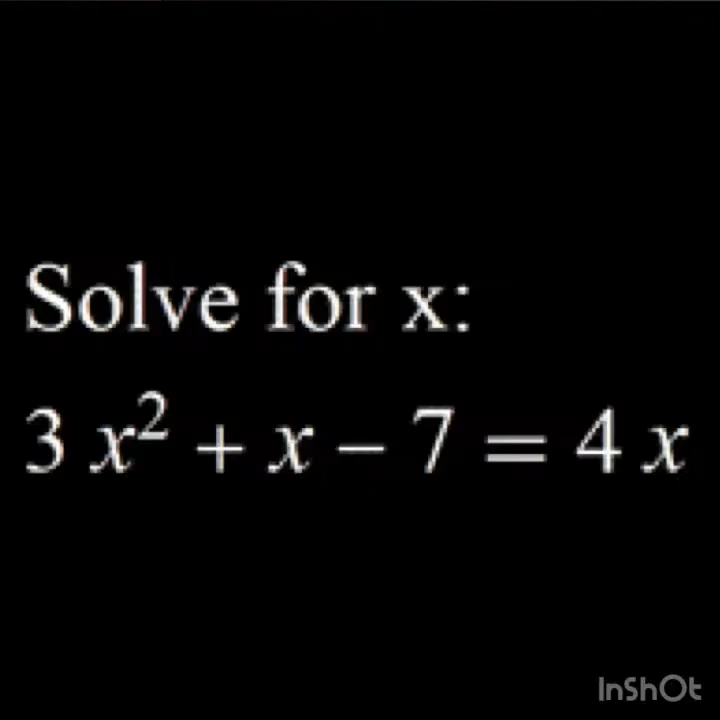 Solve for x:
3 x² + x − 7 = 4 x
InShOt